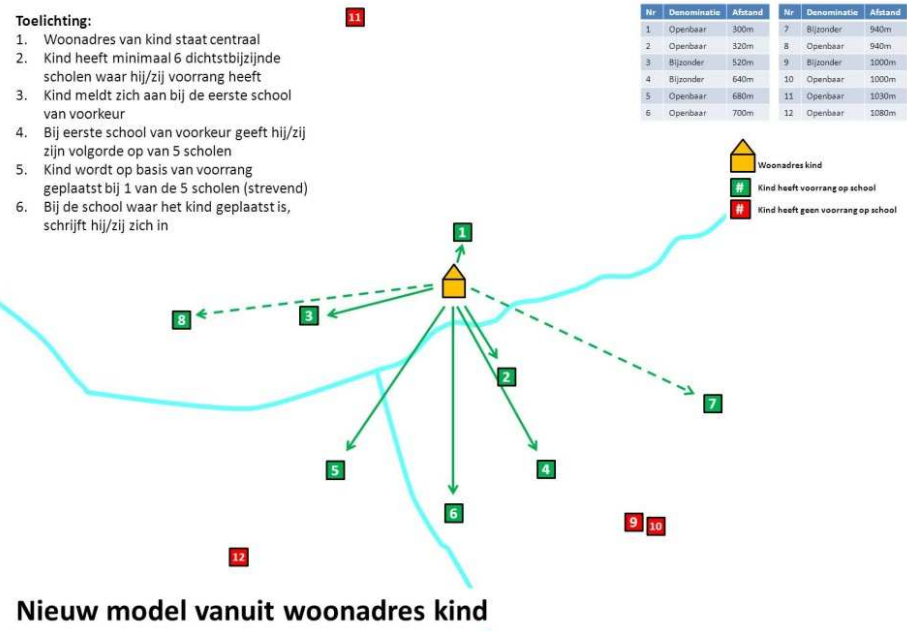 Toelichting:
1. Woonadres van kind staat centraal
2. Kind heeft minimaal 6 dichtstbijzijnde
scholen waar hij/zij voorrang heeft
3. Kind meldt zich aan bij de eerste school
van voorkeur
4. Bij eerste school van voorkeur geeft hij/zij
zijn volgorde op van 5 scholen
5. Kind wordt op basis van voorrang
geplaatst bij 1 van de 5 scholen (strevend)
6. Bij de school waar het kind geplaatst is,
schrijft hij/zij zich in
11
Nr Denominatie Afstand
1 Openbaar 300m
2 Openbaar 320m
3 Bijzonder 520m
4 Bijzonder 640m
5 Openbaar 680m
6 Openbaar 700m
Nr Denominatie Afstand
7 Bijzonder 940m
8 Openbaar 940m
9 Bijzonder 1000m
10 Openbaar 1000m
11 Openbaar 1030m
12 Openbaar 1080m
Woonadres kind
# Kind heeft voorrang op school
# Kind heeft geen voorrang op school
1
8
3
2
7
5
4
6
9
10
12
Nieuw model vanuit woonadres kind